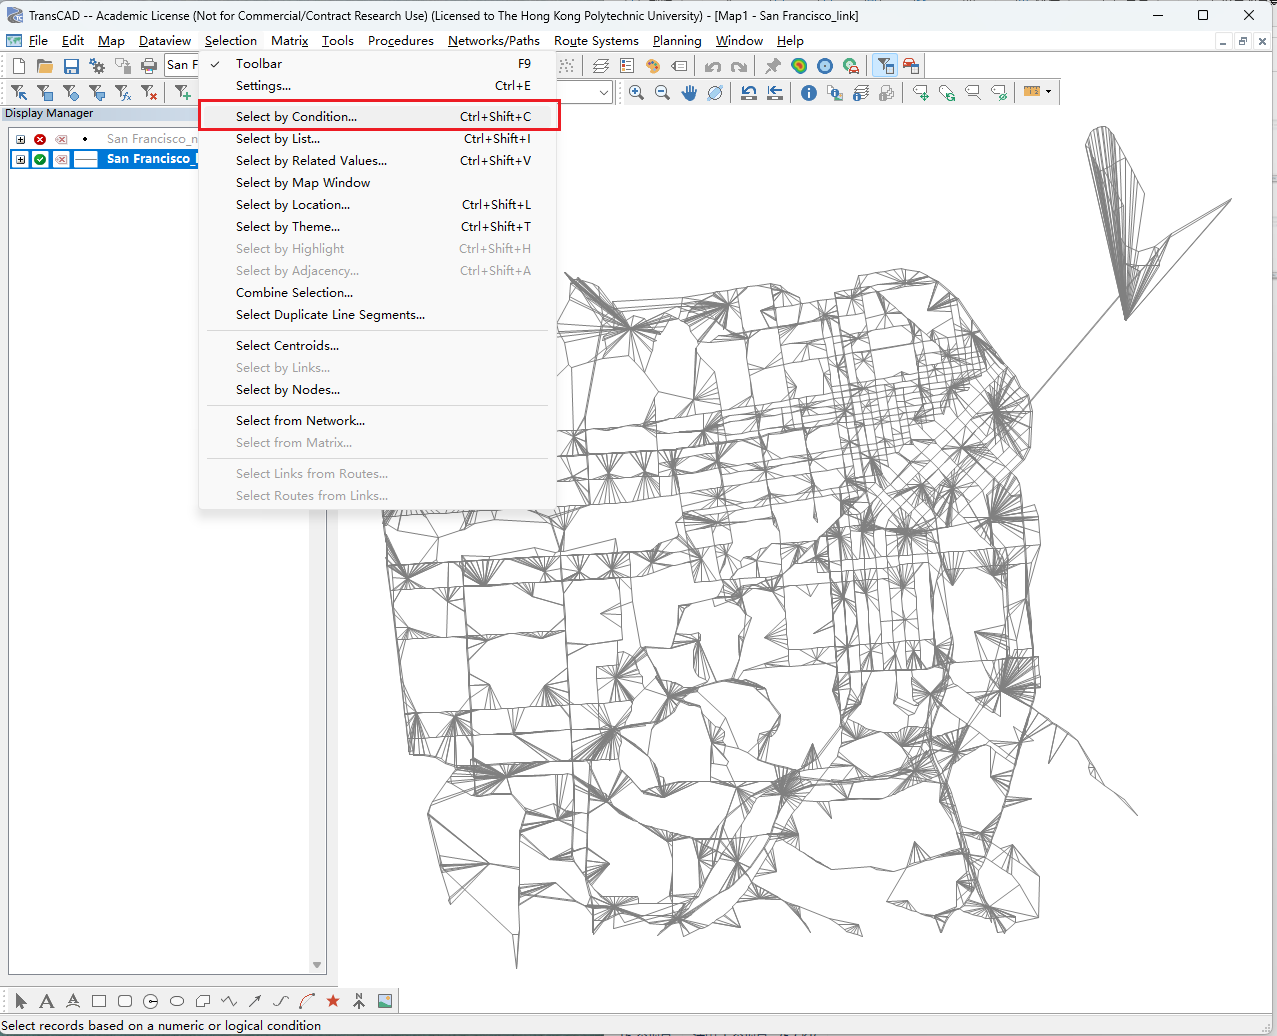 TransCAD -- Academic License (Not for Commercial/Contract Research Use) (Licensed to The Hong Kong Polytechnic University) - [Map1 - San Francisco_link]
File Edit Map Dataview Selection Matrix Tools Procedures Networks/Paths Route Systems Planning Window Help
San F
Toolbar F9
Settings... Ctrl+E
Select by Condition... Ctrl+Shift+C
Select by List... Ctrl+Shift+I
Select by Related Values... Ctrl+Shift+V
Select by Map Window
Select by Location... Ctrl+Shift+L
Select by Theme... Ctrl+Shift+T
Select by Highlight Ctrl+Shift+H
Select by Adjacency... Ctrl+Shift+A
Combine Selection...
Select Duplicate Line Segments...
Select Centroids...
Select by Links...
Select by Nodes...
Select from Network...
Select from Matrix...
Select Links from Routes...
Select Routes from Links...
Display Manager
San Francisco_n
San Francisco_l
Select records based on a numeric or logical condition